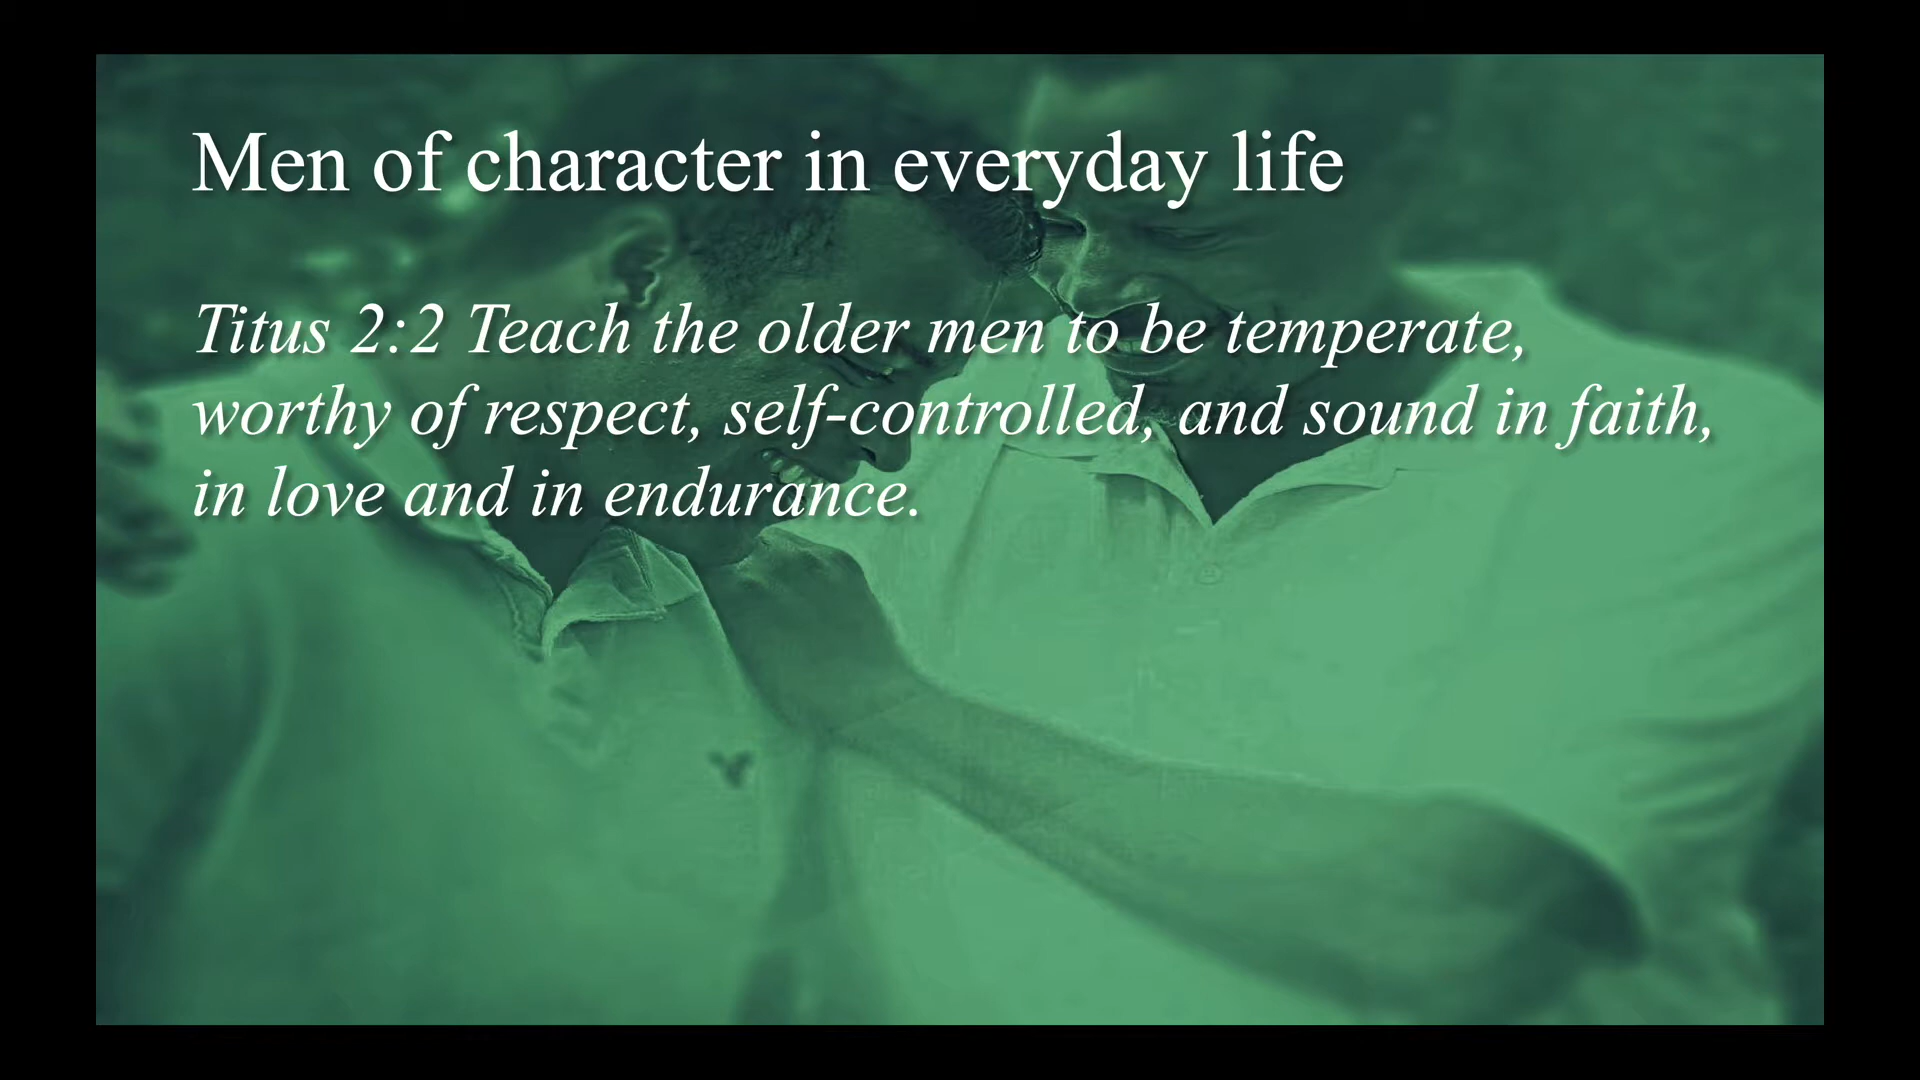 Men of character in everyday life
Titus 2:2 Teach the older men to be temperate,
worthy of respect, self-controlled, and sound in faith,
in love and in endurance.